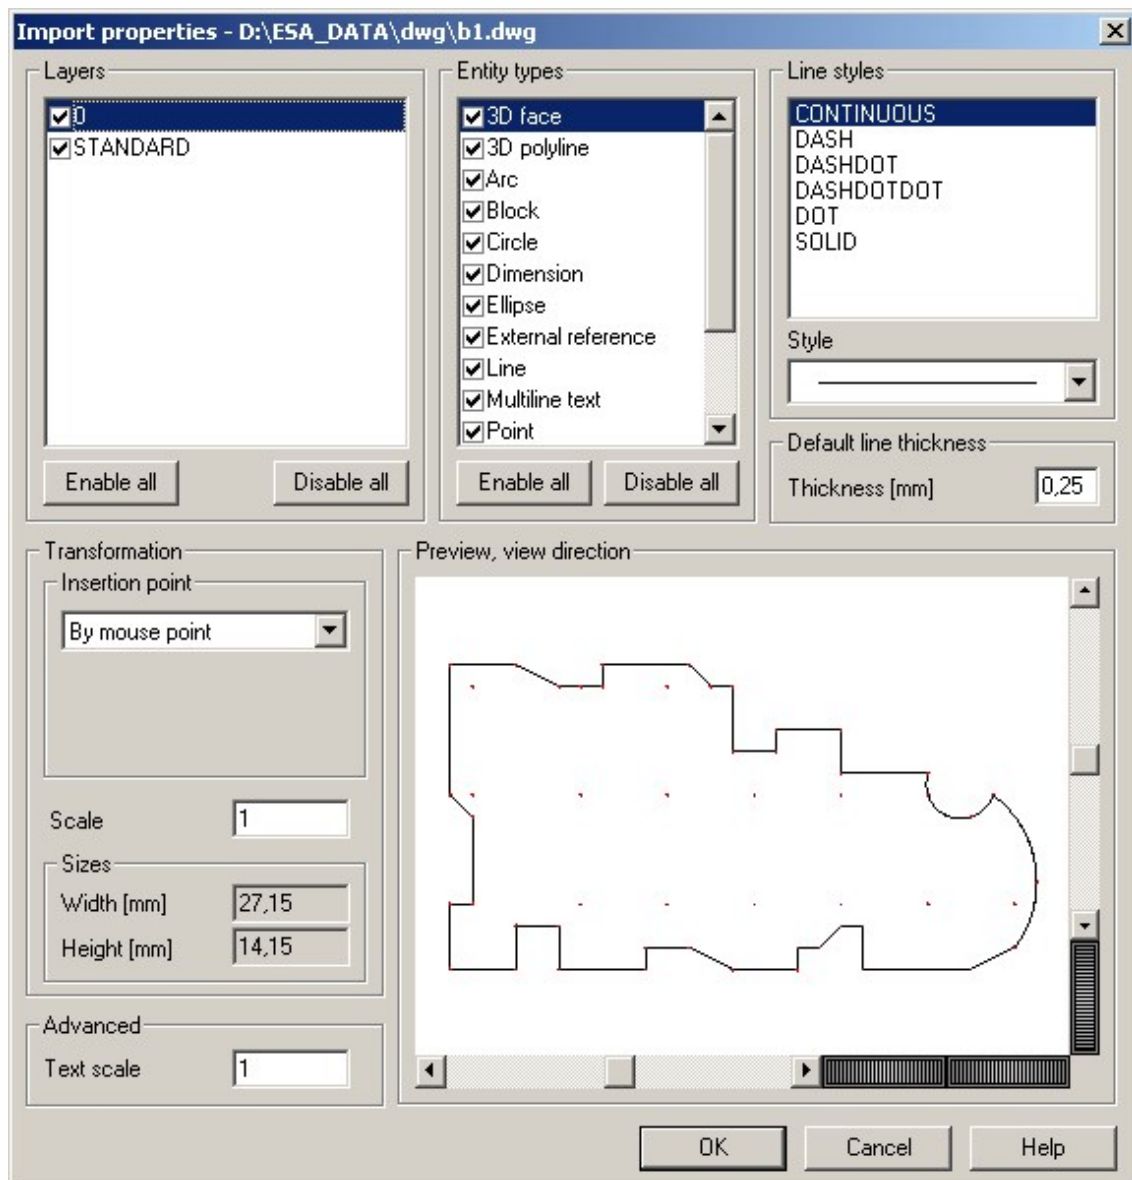 Import properties - D:\ESA_DATA\dwg\b1.dwg
Layers
0
STANDARD
Enable all
Disable all
Entity types
3D face
3D polyline
Arc
Block
Circle
Dimension
Ellipse
External reference
Line
Multiline text
Point
Enable all
Disable all
Line styles
CONTINUOUS
DASH
DASHDOT
DASHDOTDOT
DOT
SOLID
Style
Default line thickness
Thickness [mm]
0,25
Transformation
Insertion point
By mouse point
Scale
1
Sizes
Width [mm]
27,15
Height [mm]
14,15
Advanced
Text scale
1
Preview, view direction
OK
Cancel
Help